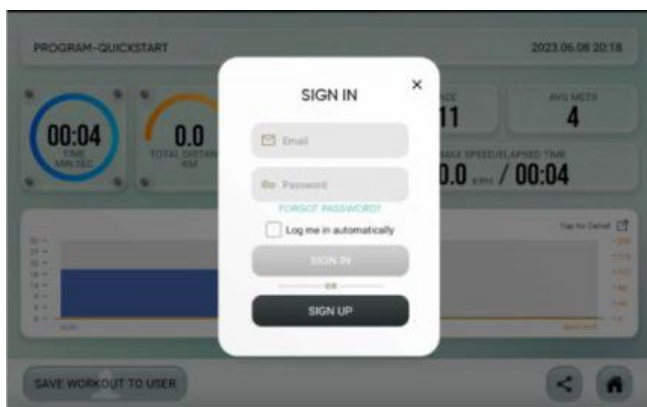 PROGRAM-QUICKSTART
2023.06.08 20:18
SIGN IN
×
00:04
TIME
MIN:SEC
0.0
TOTAL DISTAN
KM
11
AVG METS
4
Email
Password
FORGOT PASSWORD?
Log me in automatically
SIGN IN
OR
SIGN UP
MAX SPEED/ELAPSED TIME
0.0 KPH / 00:04
Tap for Detail
SAVE WORKOUT TO USER